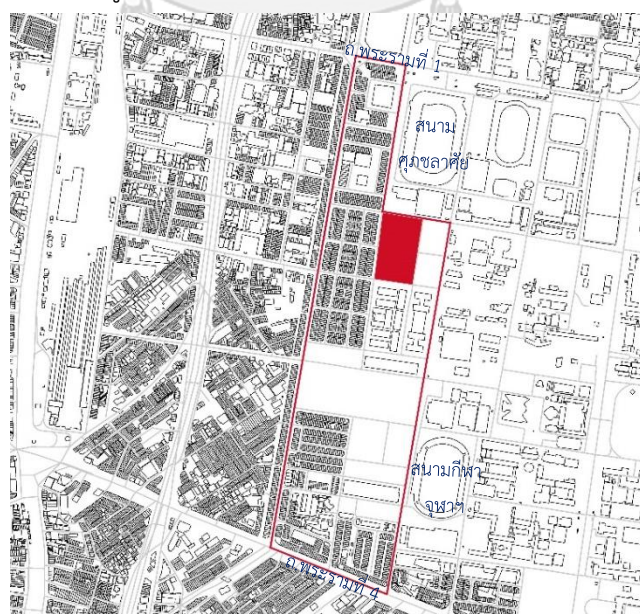 ถ.พระรามที่ 1
สนาม
ศุภชลาศัย
สนามกีฬา
จุฬาฯ
ถ.พระรามที่ 4